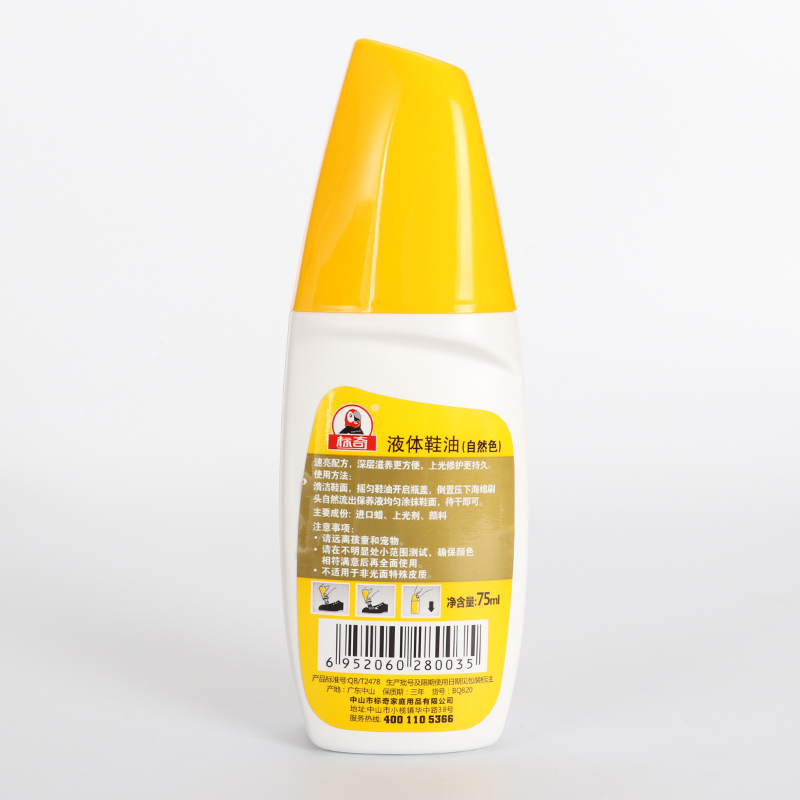 标奇
®
液体鞋油(自然色)
速亮配方，深层滋养更方便，上光修护更持久。
使用方法：
清洁鞋面，摇匀鞋油开启瓶盖，倒置压下海绵刷
头自然流出保养液均匀涂抹鞋面，待干即可。
主要成份：进口蜡、上光剂、颜料
注意事项：
·请远离孩童和宠物。
·请在不明显处小范围测试，确保颜色
相符满意后再全面使用。
·不适用于非光面特殊皮质。
净含量:75ml
6 952060 280035
产品标准号:QB/T2478 生产批号及限期使用日期见包装标注
产地：广东中山 保质期：三年 货号：BQ820
中山市标奇家庭用品有限公司
地址:中山市小榄镇华中路38号
服务热线:400 110 5366